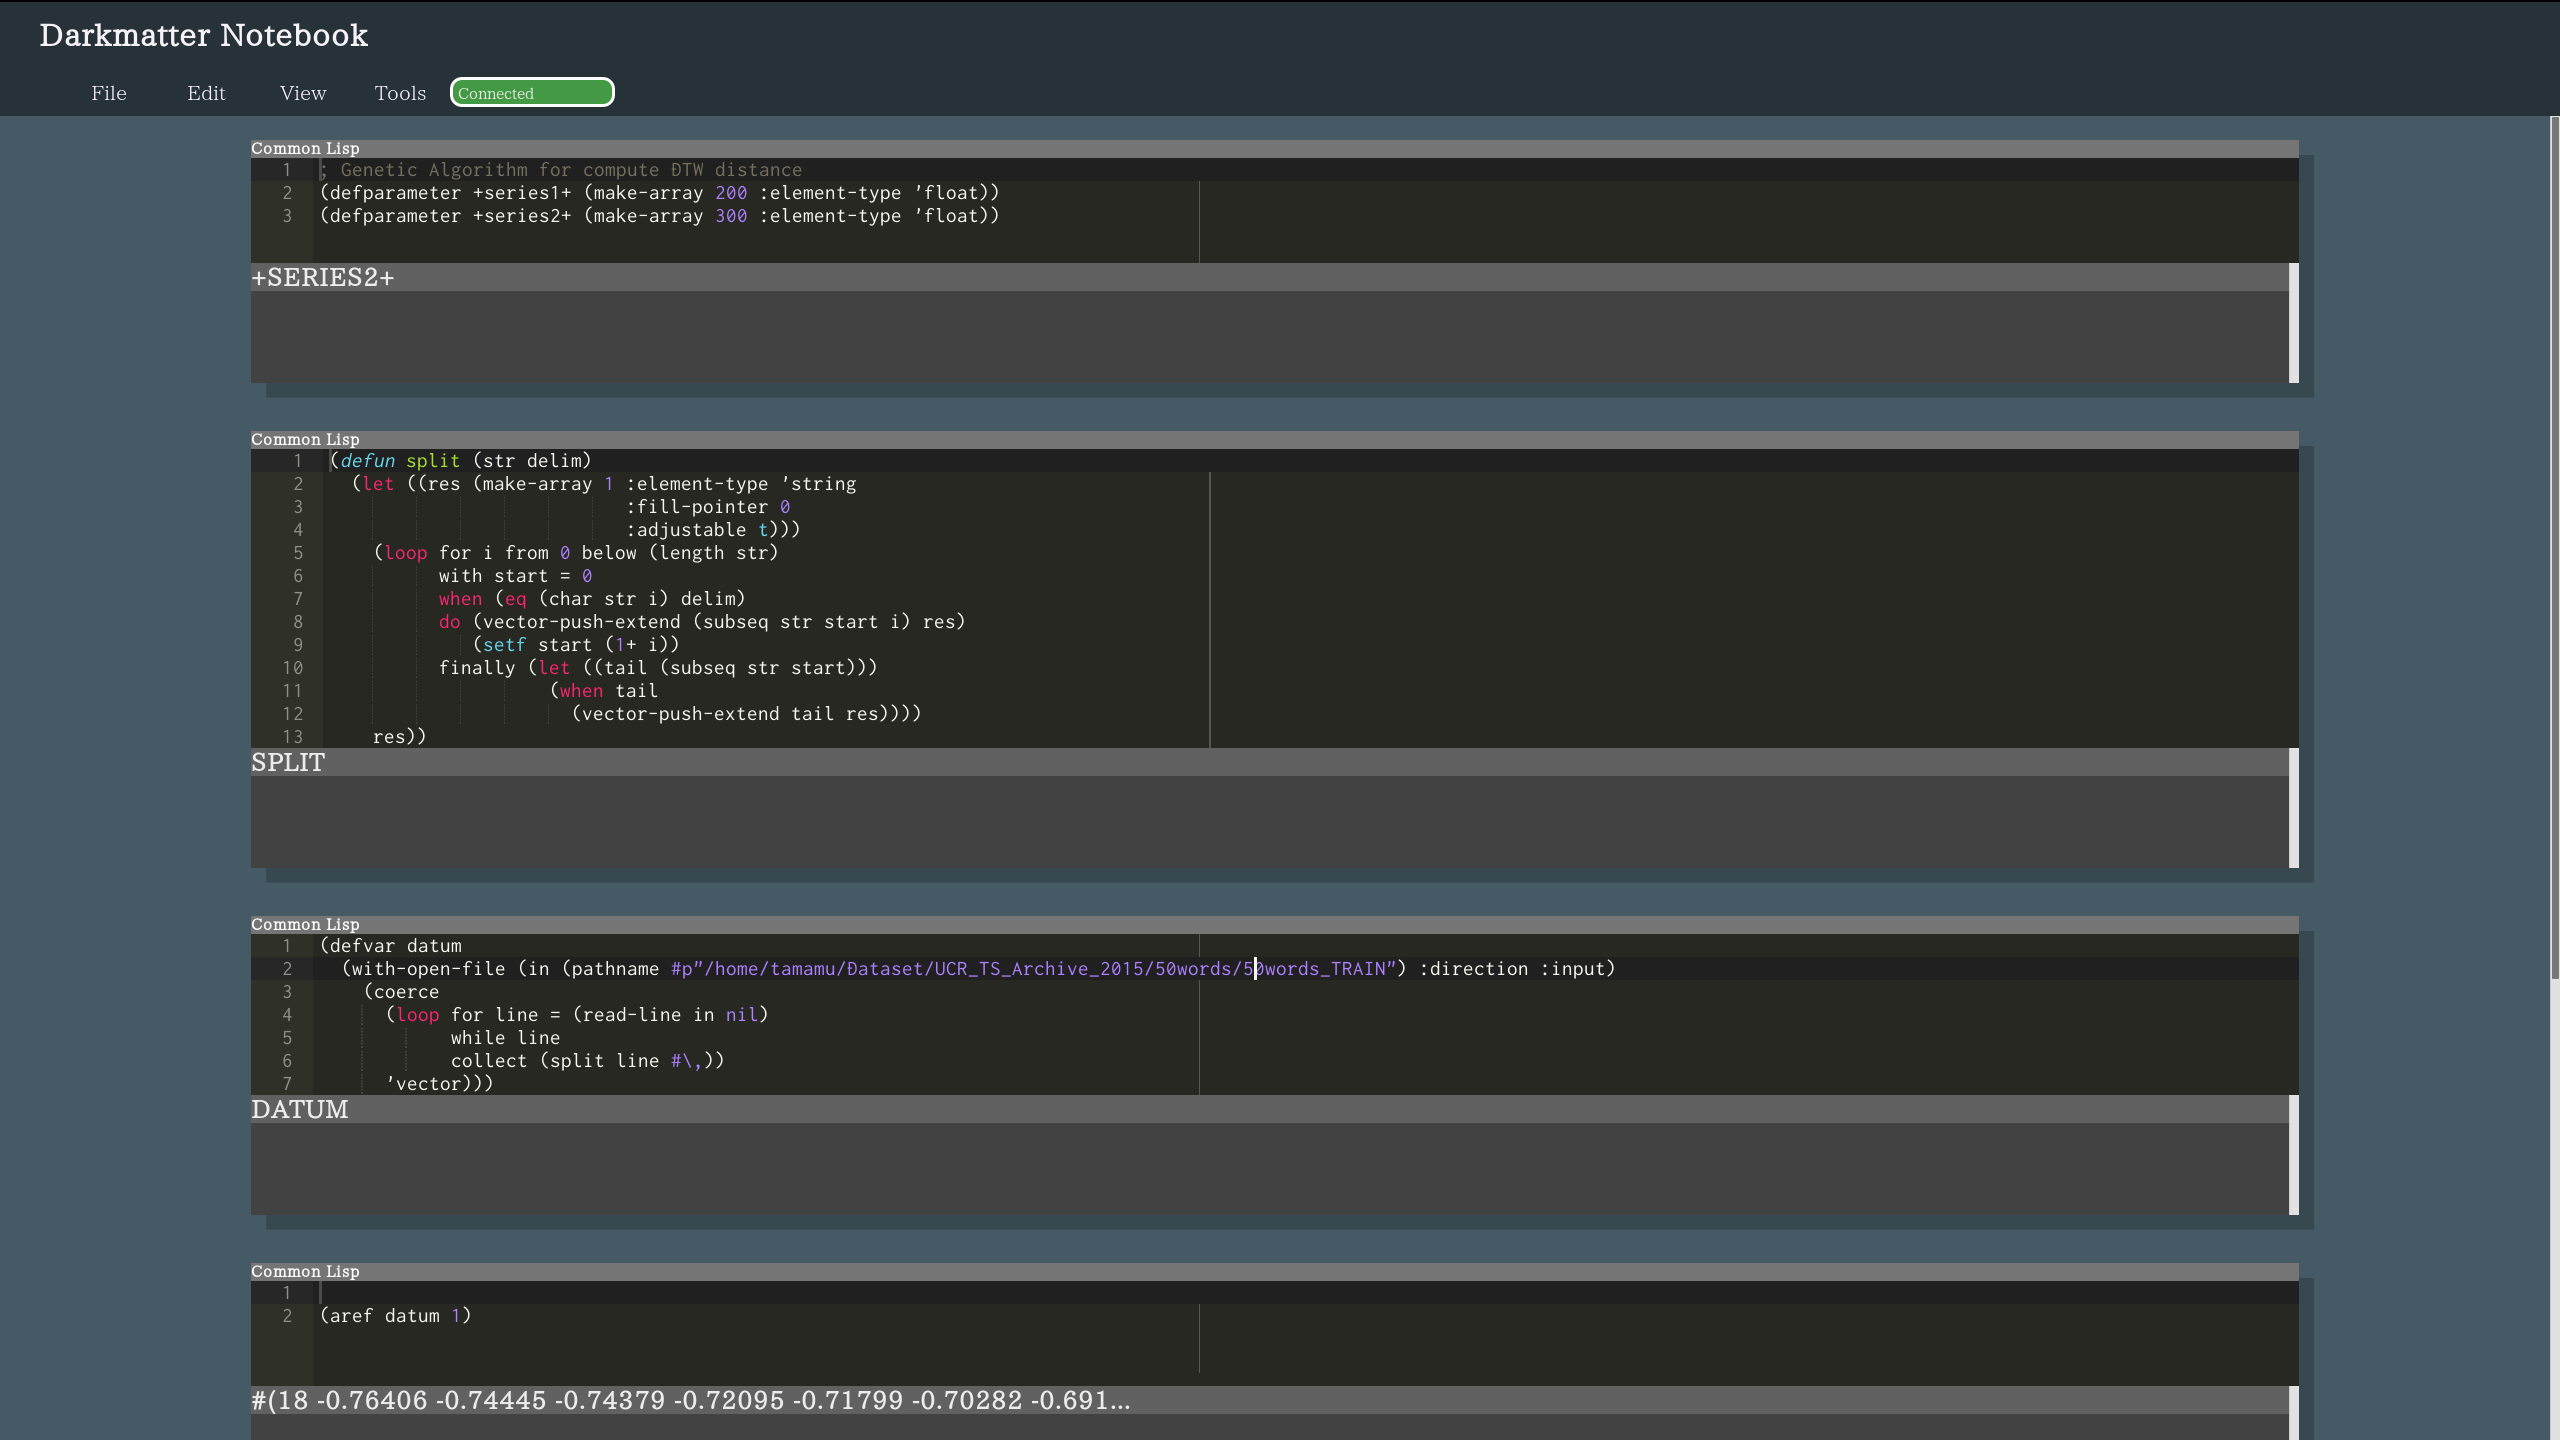 Darkmatter Notebook
File Edit View Tools Connected
Common Lisp
1 ; Genetic Algorithm for compute DTW distance
2 (defparameter +series1+ (make-array 200 :element-type 'float))
3 (defparameter +series2+ (make-array 300 :element-type 'float))
+SERIES2+
Common Lisp
1 (defun split (str delim)
2 (let ((res (make-array 1 :element-type 'string
3 :fill-pointer 0
4 :adjustable t)))
5 (loop for i from 0 below (length str)
6 with start = 0
7 when (eq (char str i) delim)
8 do (vector-push-extend (subseq str start i) res)
9 (setf start (1+ i))
10 finally (let ((tail (subseq str start)))
11 (when tail
12 (vector-push-extend tail res))))
13 res))
SPLIT
Common Lisp
1 (defvar datum
2 (with-open-file (in (pathname #p"/home/tamamu/Dataset/UCR_TS_Archive_2015/50words/50words_TRAIN") :direction :input)
3 (coerce
4 (loop for line = (read-line in nil)
5 while line
6 collect (split line #\,))
7 'vector)))
DATUM
Common Lisp
1
2 (aref datum 1)
#(18 -0.76406 -0.74445 -0.74379 -0.72095 -0.71799 -0.70282 -0.691...